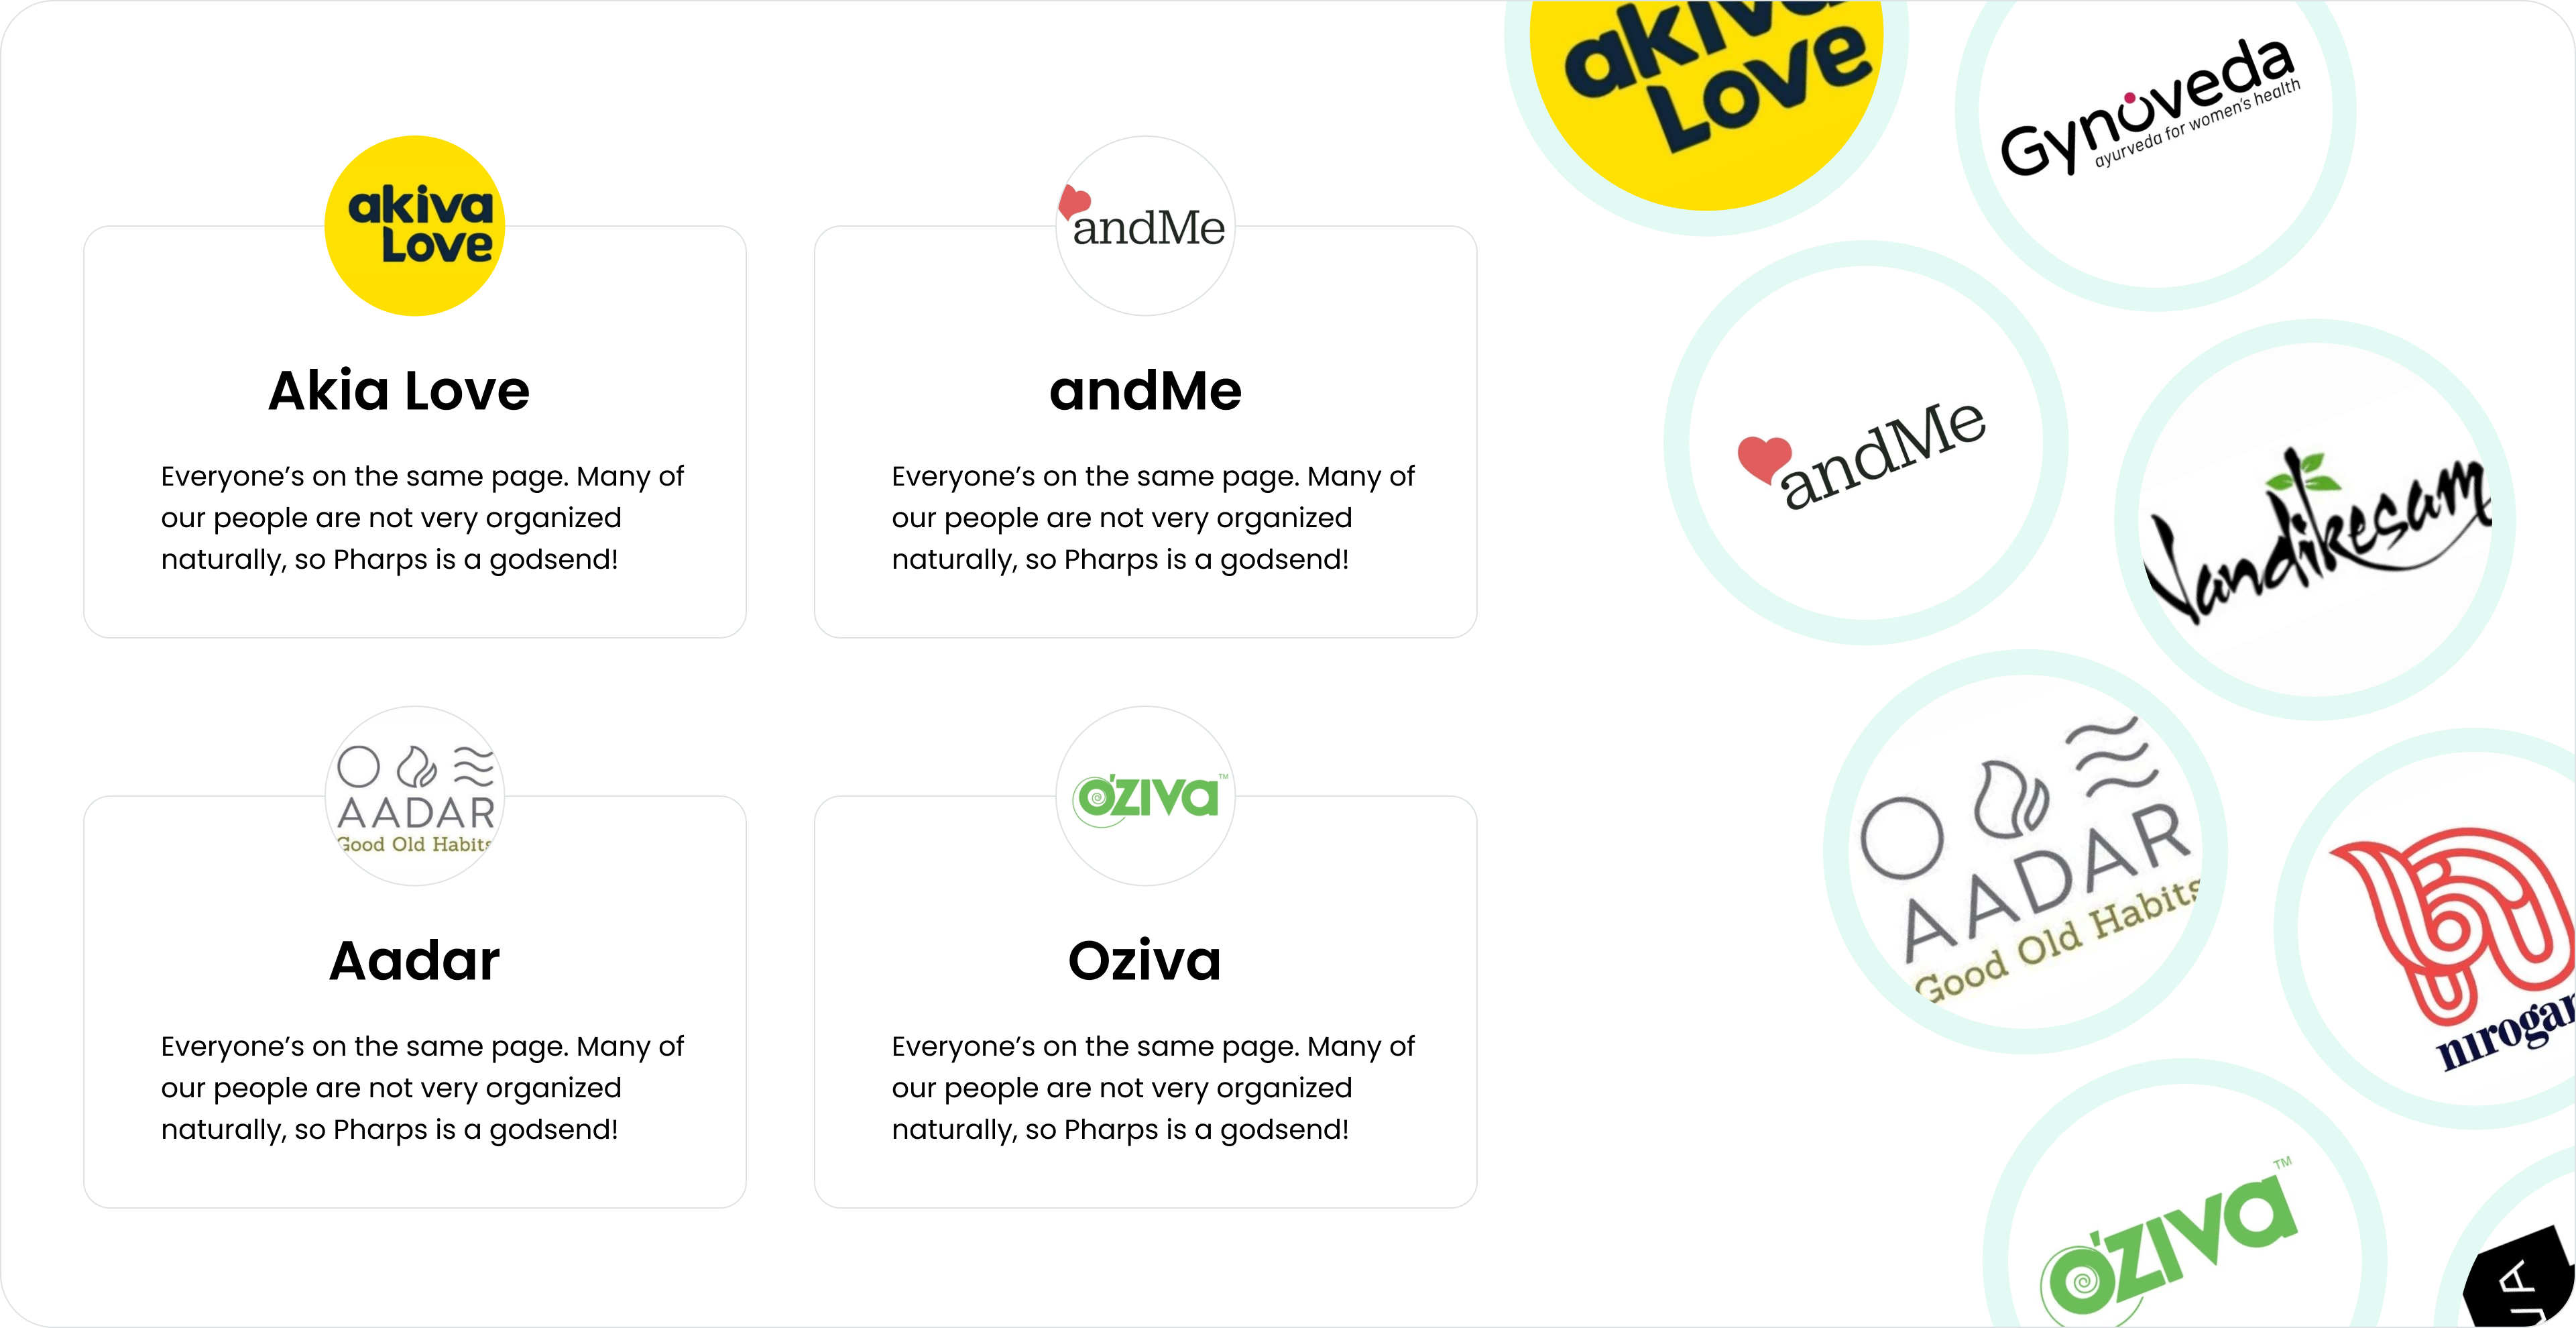 akiva
Love
Akia Love
Everyone’s on the same page. Many of
our people are not very organized
naturally, so Pharps is a godsend!
andMe
andMe
Everyone’s on the same page. Many of
our people are not very organized
naturally, so Pharps is a godsend!
AADAR
Good Old Habits
Aadar
Everyone’s on the same page. Many of
our people are not very organized
naturally, so Pharps is a godsend!
o'ziva™
Oziva
Everyone’s on the same page. Many of
our people are not very organized
naturally, so Pharps is a godsend!
akiva
Love
Gynoveda
ayurveda for women's health
andMe
Vandikesam
AADAR
Good Old Habits
o'ziva™